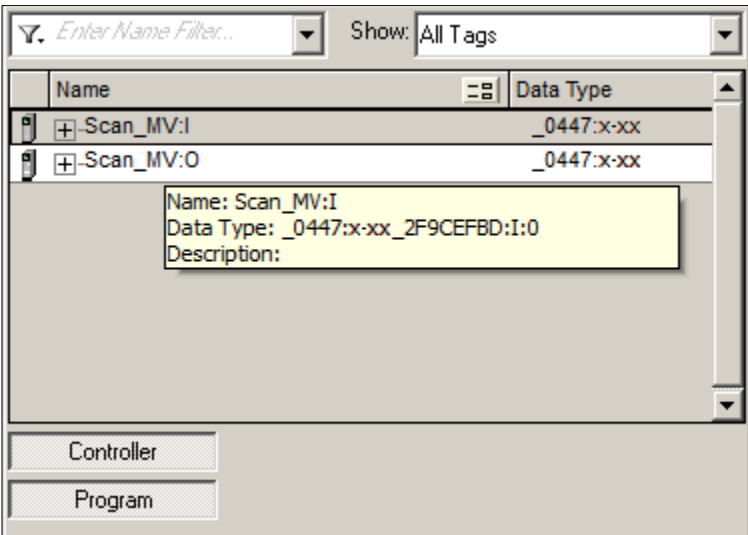 Enter Name Filter... Show: All Tags
Name Data Type
Scan_MV:I _0447:x-xx
Scan_MV:O _0447:x-xx
Name: Scan_MV:I
Data Type: _0447:x-xx_2F9CEFBD:I:0
Description:
Controller
Program